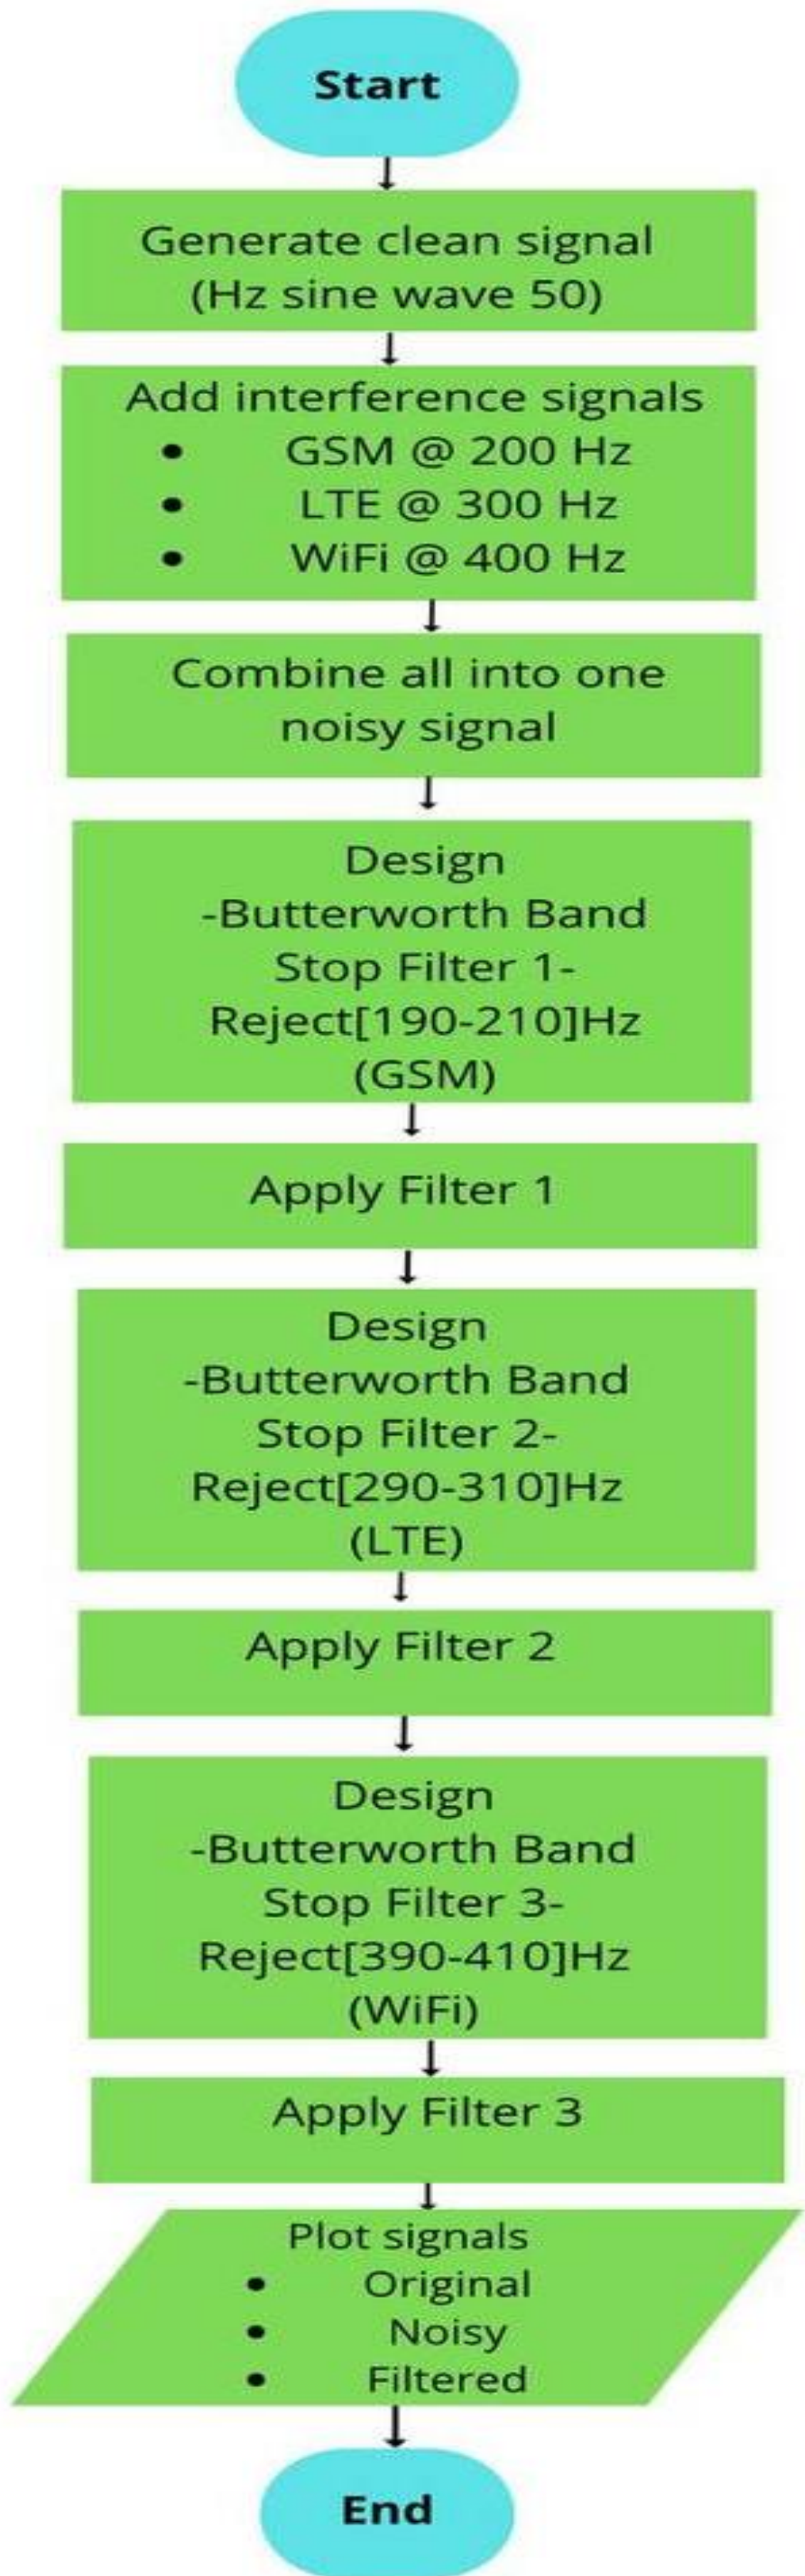 Start
Generate clean signal
(Hz sine wave 50)
Add interference signals
• GSM @ 200 Hz
• LTE @ 300 Hz
• WiFi @ 400 Hz
Combine all into one
noisy signal
Design
-Butterworth Band
Stop Filter 1-
Reject[190-210]Hz
(GSM)
Apply Filter 1
Design
-Butterworth Band
Stop Filter 2-
Reject[290-310]Hz
(LTE)
Apply Filter 2
Design
-Butterworth Band
Stop Filter 3-
Reject[390-410]Hz
(WiFi)
Apply Filter 3
Plot signals
• Original
• Noisy
• Filtered
End